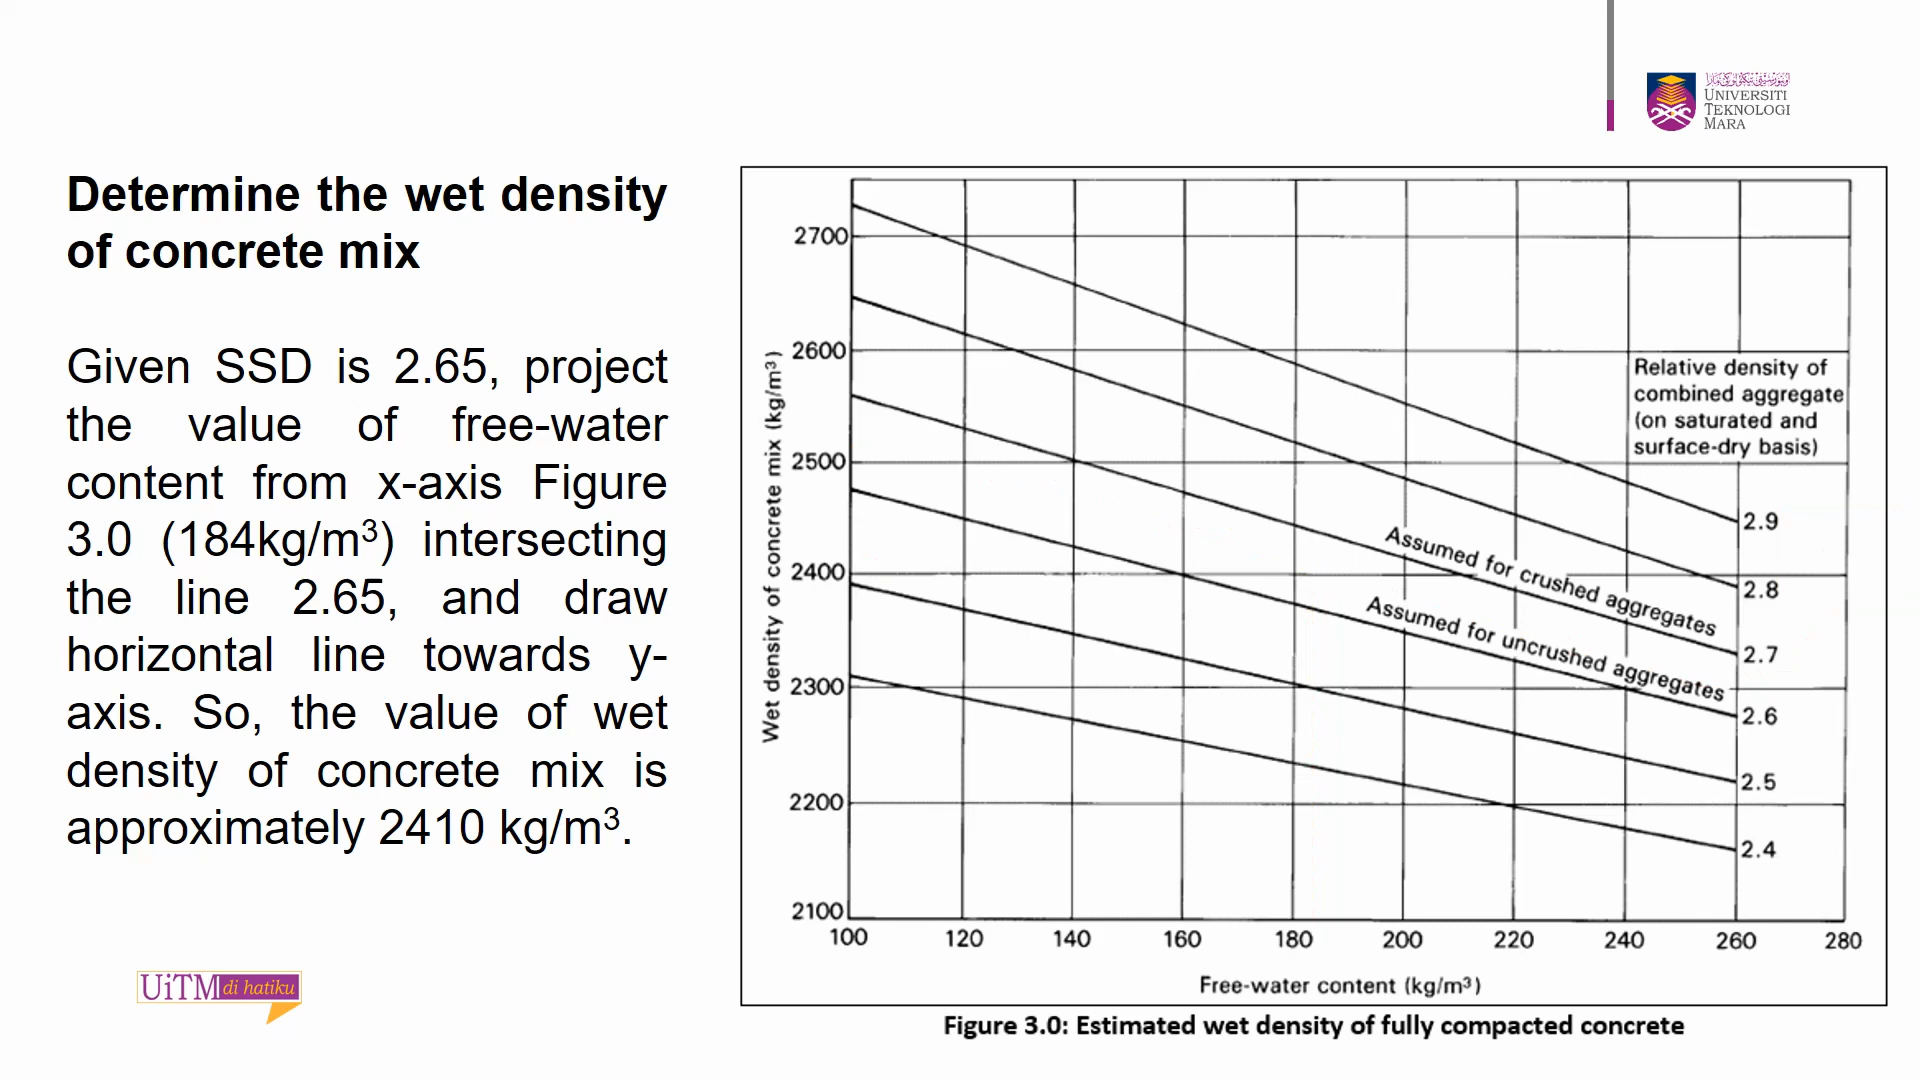 UNIVERSITI
TEKNOLOGI
MARA
Determine the wet density
of concrete mix
Given SSD is 2.65, project
the value of free-water
content from x-axis Figure
3.0 (184kg/m³) intersecting
the line 2.65, and draw
horizontal line towards y-
axis. So, the value of wet
density of concrete mix is
approximately 2410 kg/m³.
UiTM di hatiku
Wet density of concrete mix (kg/m³)
2700
2600
2500
2400
2300
2200
2100
Relative density of
combined aggregate
(on saturated and
surface-dry basis)
2.9
2.8
2.7
2.6
2.5
2.4
Assumed for crushed aggregates
Assumed for uncrushed aggregates
100 120 140 160 180 200 220 240 260 280
Free-water content (kg/m³)
Figure 3.0: Estimated wet density of fully compacted concrete